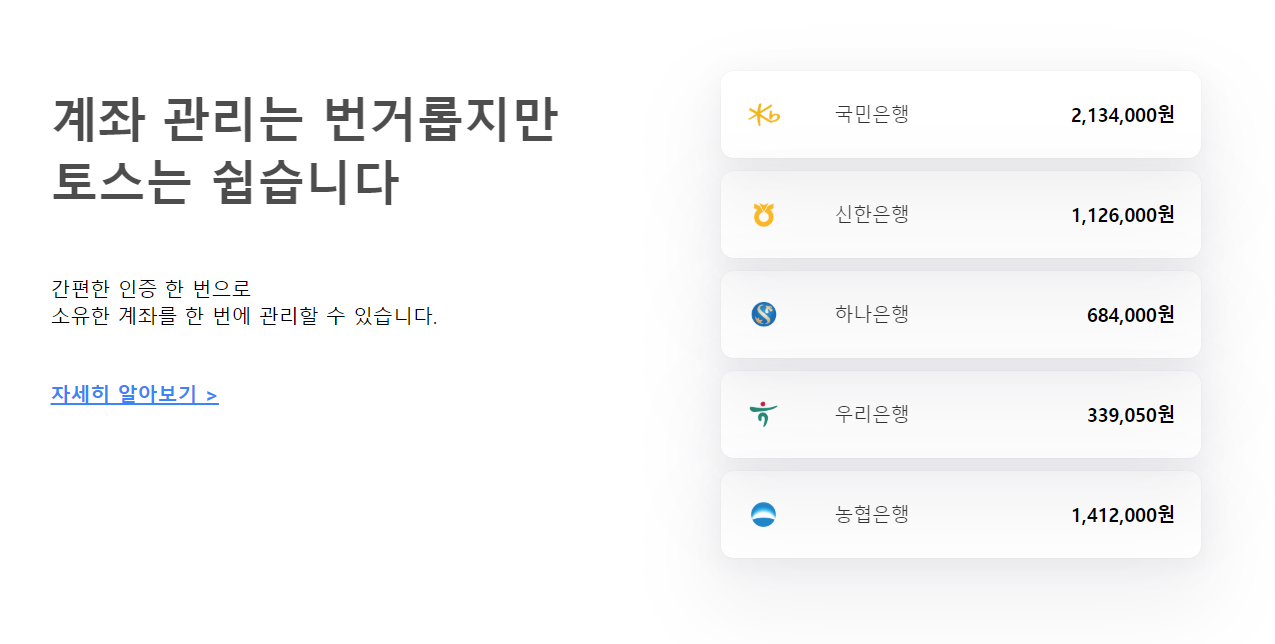 계좌 관리는 번거롭지만
토스는 쉽습니다
간편한 인증 한 번으로
소유한 계좌를 한 번에 관리할 수 있습니다.
자세히 알아보기 >
국민은행 2,134,000원
신한은행 1,126,000원
하나은행 684,000원
우리은행 339,050원
농협은행 1,412,000원